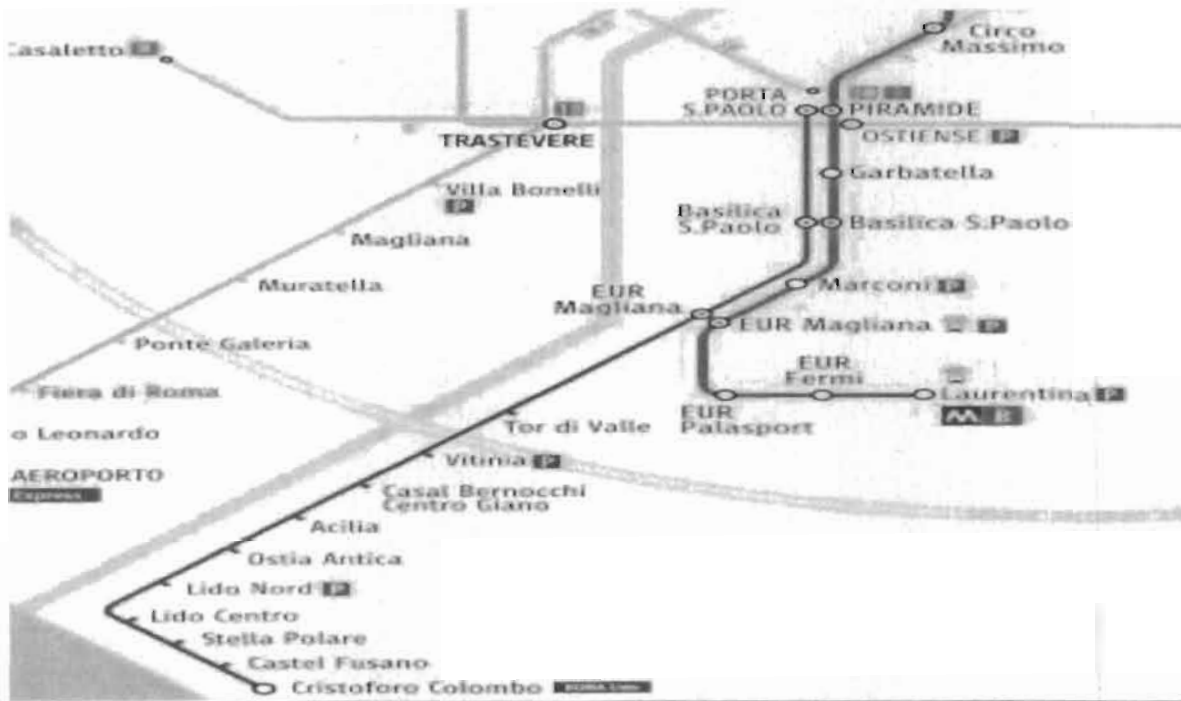 Casaletto
Circo
Massimo
PORTA
S.PAOLO
PIRAMIDE
TRASTEVERE
OSTIENSE P
Garbatella
Villa Bonelli
P
Basilica
S.Paolo
Basilica S.Paolo
Magliana
Muratella
EUR
Magliana
Marconi P
EUR Magliana P
Ponte Galeria
EUR
Fermi
Fiera di Roma
Laurentina P
M B
EUR
Palasport
o Leonardo
Tor di Valle
AEROPORTO
Express
Vitinia P
Casal Bernocchi
Centro Giano
Acilia
Ostia Antica
Lido Nord P
Lido Centro
Stella Polare
Castel Fusano
Cristoforo Colombo